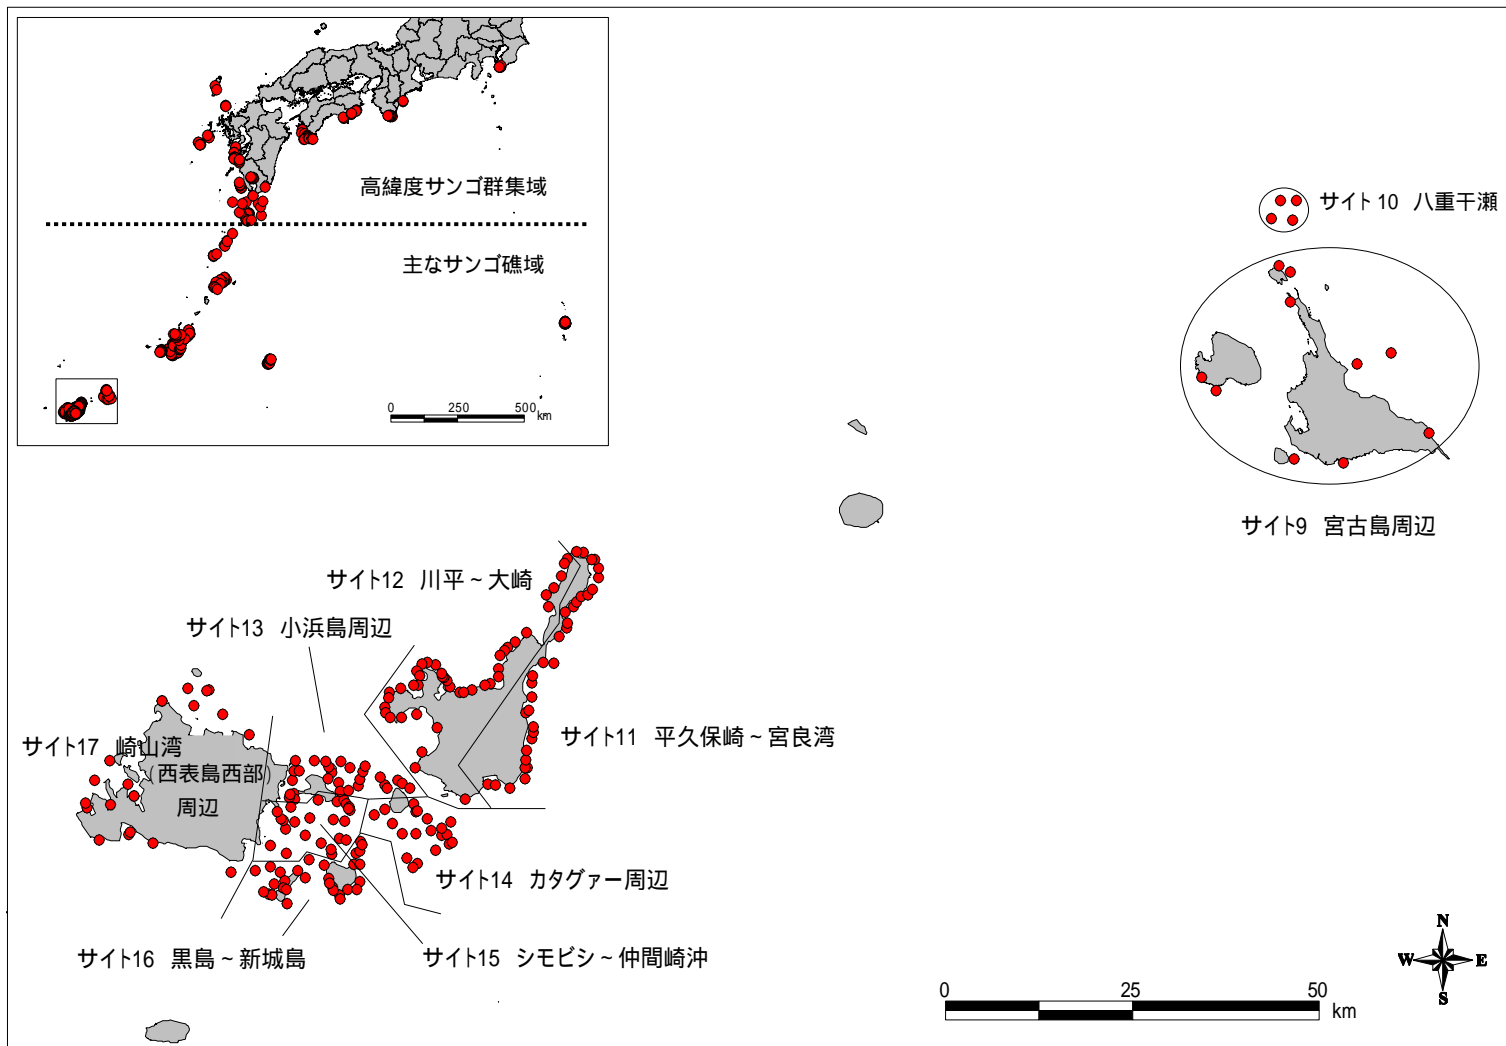 高緯度サンゴ群集域
主なサンゴ礁域
0 250 500 km
サイト10 八重干瀬
サイト9 宮古島周辺
サイト12 川平~大崎
サイト13 小浜島周辺
サイト11 平久保崎~宮良湾
サイト17 崎山湾
(西表島西部)
周辺
サイト14 カタグァー周辺
サイト16 黒島~新城島
サイト15 シモビシ~仲間崎沖
N
W E
S
0 25 50
km